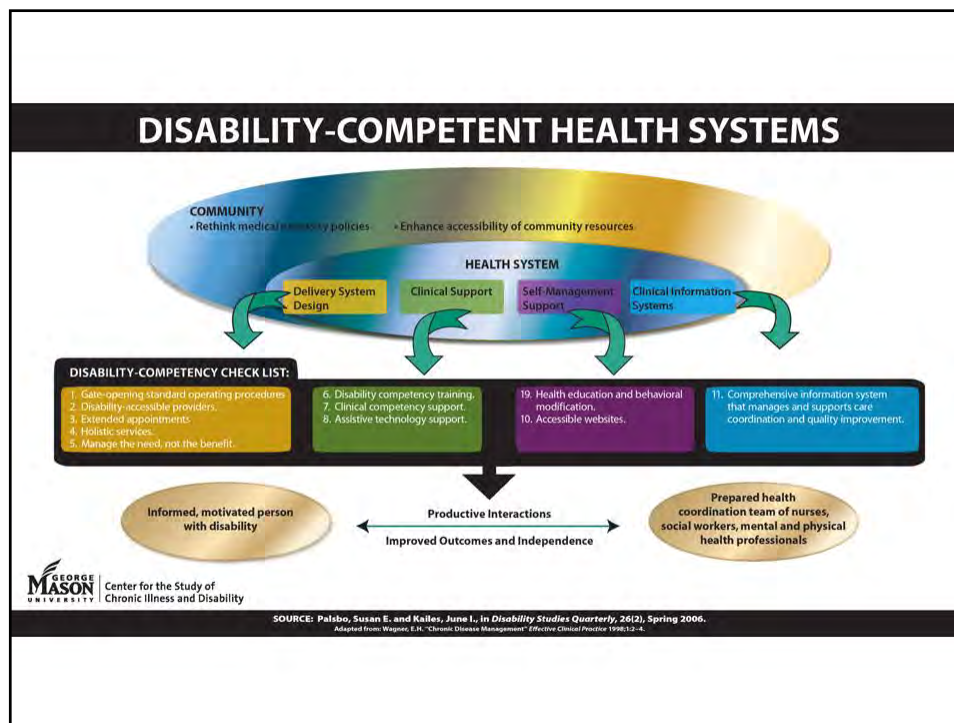 DISABILITY-COMPETENT HEALTH SYSTEMS
COMMUNITY
• Rethink medical necessity policies • Enhance accessibility of community resources
HEALTH SYSTEM
Delivery System
Design
Clinical Support
Self-Management
Support
Clinical Information
Systems
DISABILITY-COMPETENCY CHECK LIST:
1. Gate-opening standard operating procedures
2. Disability-accessible providers.
3. Extended appointments
4. Holistic services.
5. Manage the need, not the benefit.
6. Disability competency training.
7. Clinical competency support.
8. Assistive technology support.
19. Health education and behavioral
modification.
10. Accessible websites.
11. Comprehensive information system
that manages and supports care
coordination and quality improvement.
Informed, motivated person
with disability
Productive Interactions
Improved Outcomes and Independence
Prepared health
coordination team of nurses,
social workers, mental and physical
health professionals
GEORGE
MASON
UNIVERSITY
Center for the Study of
Chronic Illness and Disability
SOURCE: Palsbo, Susan E. and Kailes, June I., in Disability Studies Quarterly, 26(2), Spring 2006.
Adapted from: Wagner, E.H. "Chronic Disease Management" Effective Clinical Practice 1998;1:2–4.